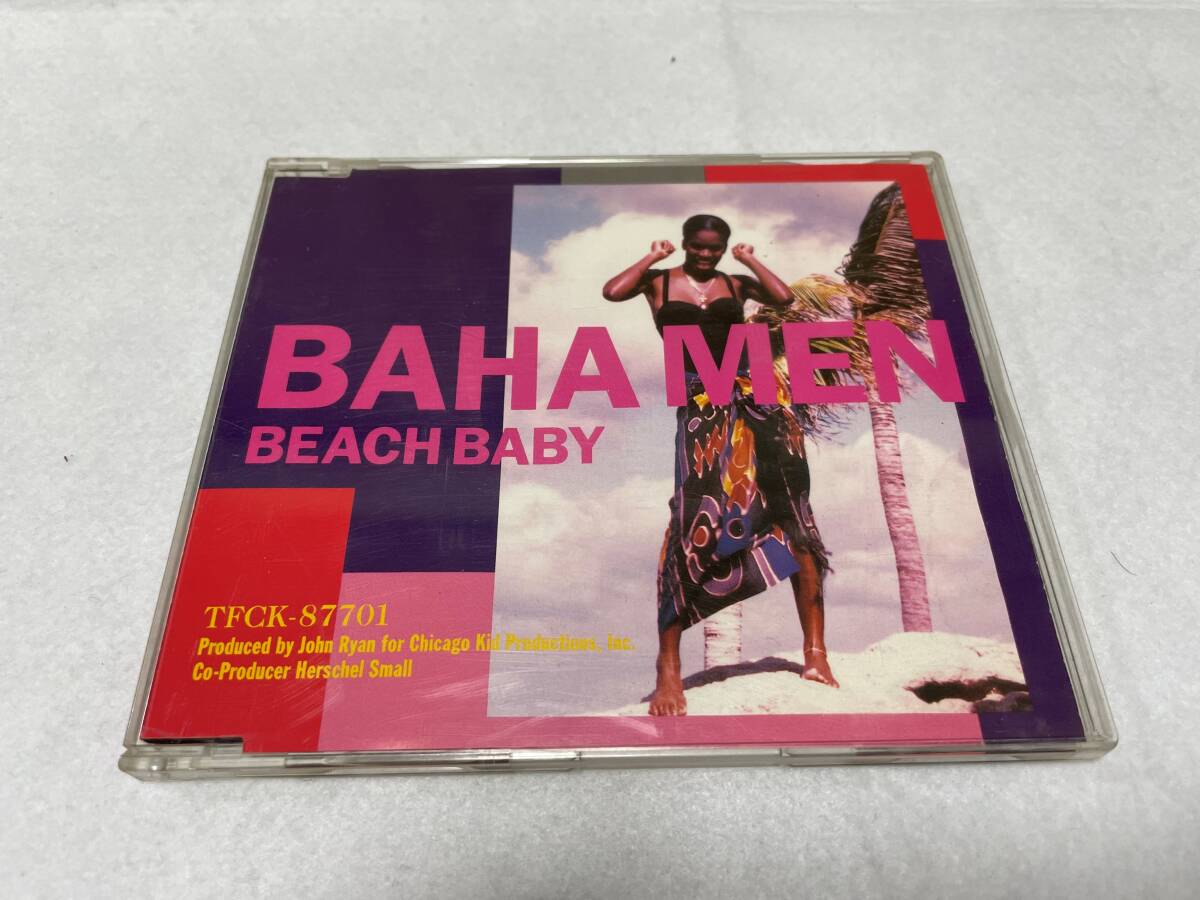 BAHA MEN
BEACH BABY
TFCK-87701
Produced by John Ryan for Chicago Kid Productions, Inc.
Co-Producer Herschel Small